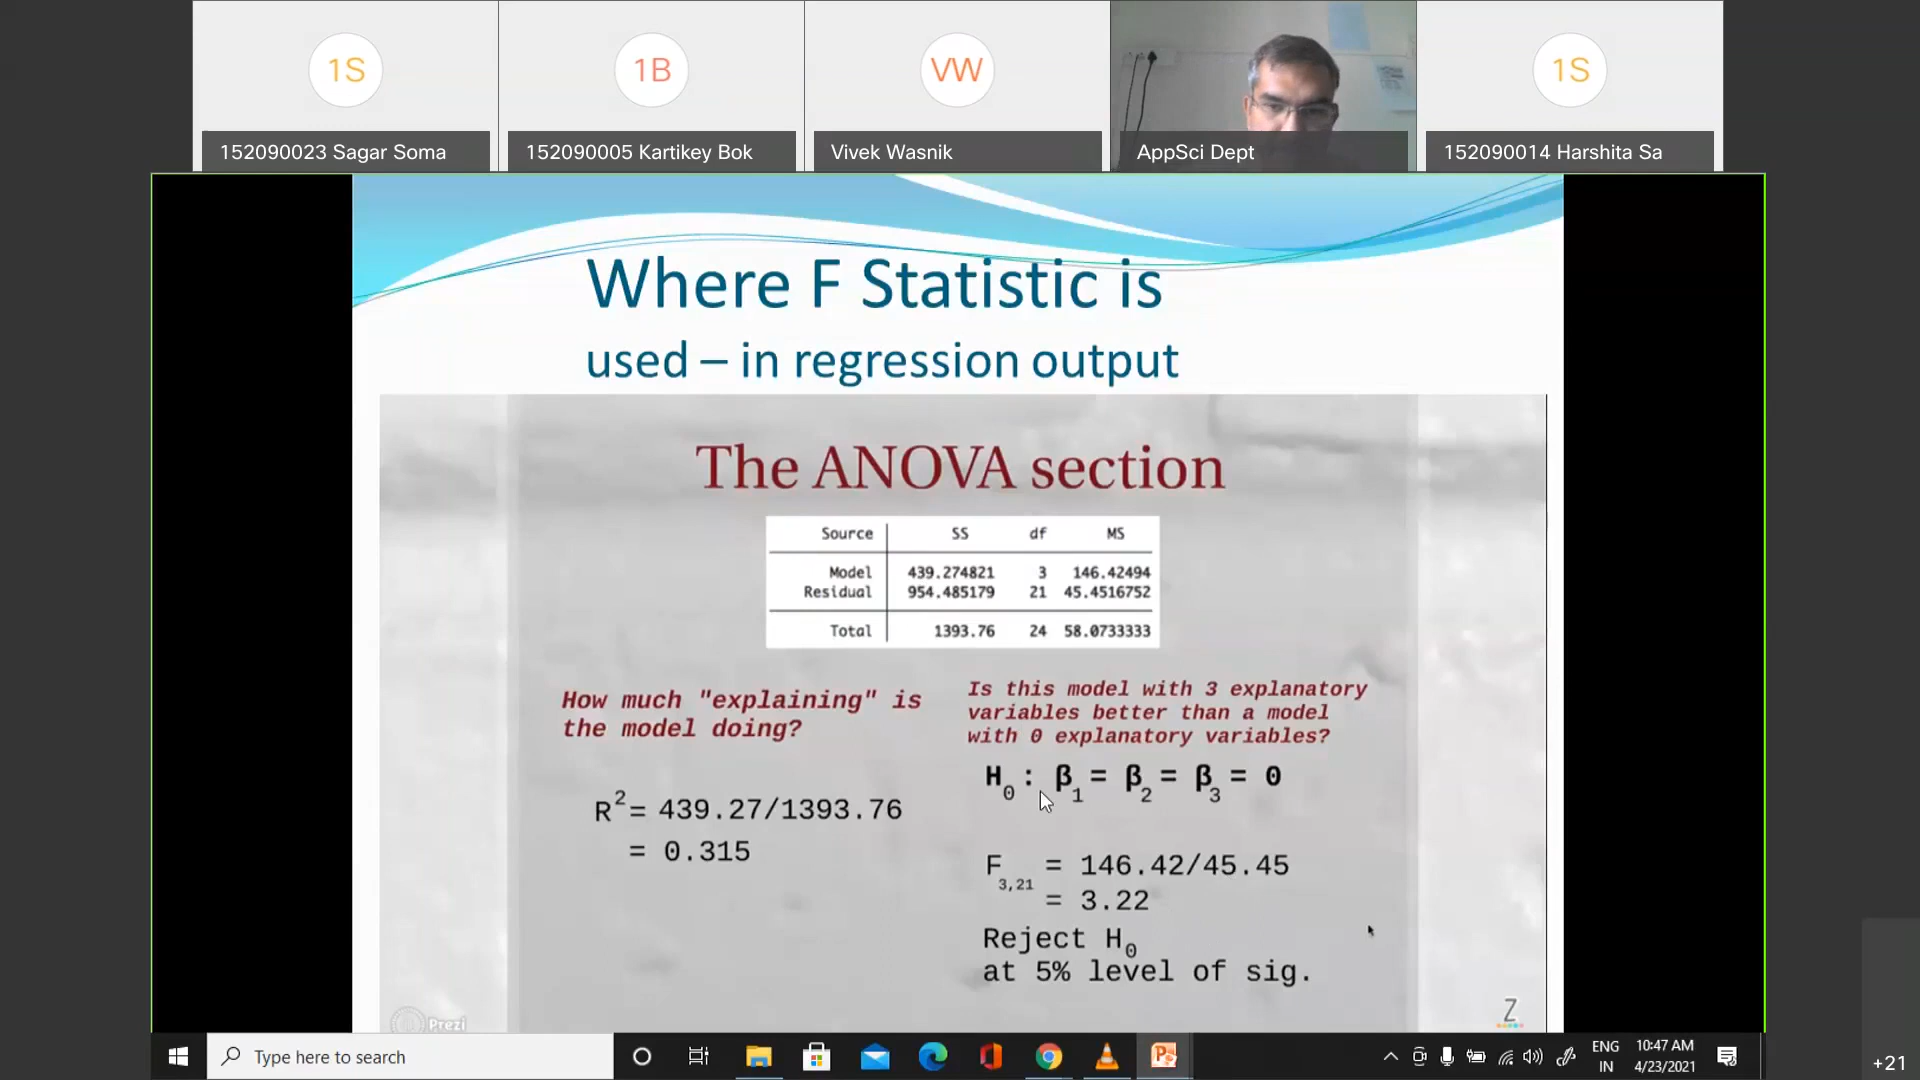 1S
1B
VW
1S
152090023 Sagar Soma
152090005 Kartikey Bok
Vivek Wasnik
AppSci Dept
152090014 Harshita Sa
Where F Statistic is
used – in regression output
The ANOVA section
Source SS df MS
Model 439.274821 3 146.42494
Residual 954.485179 21 45.4516752
Total 1393.76 24 58.0733333
How much "explaining" is
the model doing?
R2= 439.27/1393.76
= 0.315
Is this model with 3 explanatory
variables better than a model
with 0 explanatory variables?
H0: β1 = β2 = β3 = 0
F3,21 = 146.42/45.45
= 3.22
Reject H0
at 5% level of sig.
Prezi
Z
Type here to search
ENG
IN
10:47 AM
4/23/2021
+21